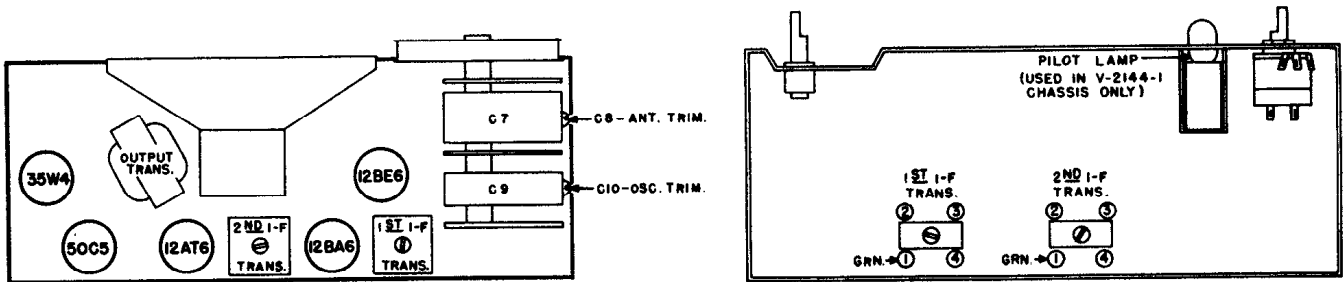 35W4
OUTPUT
TRANS.
12BE6
C7
C8-ANT. TRIM.
C9
C10-OSC. TRIM.
50C5
12AT6
2ND I-F
TRANS.
12BA6
1ST I-F
TRANS.
PILOT LAMP
(USED IN V-2144-1
CHASSIS ONLY)
1ST I-F
TRANS.
2 3
GRN. 1 4
2ND I-F
TRANS.
2 3
GRN. 1 4